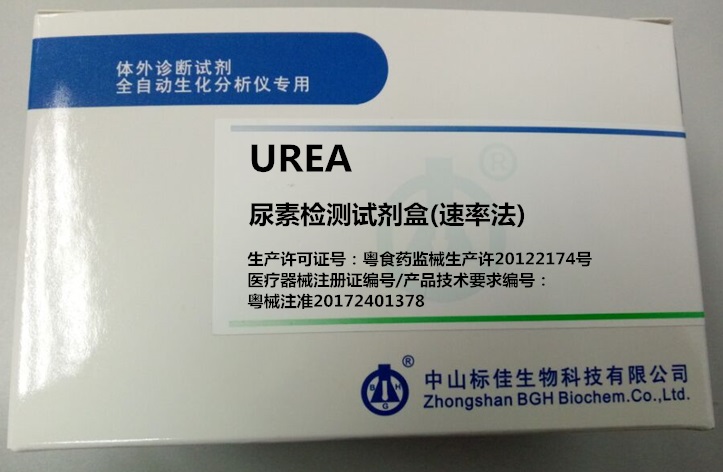 体外诊断试剂
全自动生化分析仪专用
UREA
尿素检测试剂盒(速率法)
生产许可证号：粤食药监械生产许20122174号
医疗器械注册证编号/产品技术要求编号：
粤械注准20172401378
®
BGH
®
中山标佳生物科技有限公司
Zhongshan BGH Biochem.Co.,Ltd.